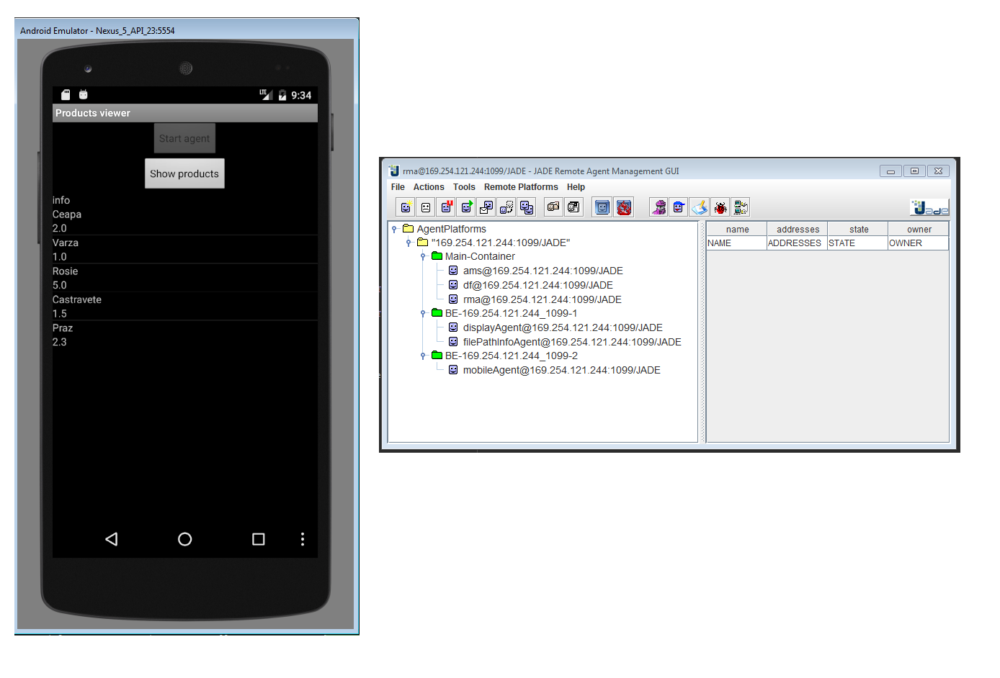 Android Emulator - Nexus_5_API_23:5554
LTE 9:34
Products viewer
Start agent
Show products
info
Ceapa
2.0
Varza
1.0
Rosie
5.0
Castravete
1.5
Praz
2.3
rma@169.254.121.244:1099/JADE - JADE Remote Agent Management GUI
File Actions Tools Remote Platforms Help
Jade
AgentPlatforms
"169.254.121.244:1099/JADE"
Main-Container
ams@169.254.121.244:1099/JADE
df@169.254.121.244:1099/JADE
rma@169.254.121.244:1099/JADE
BE-169.254.121.244_1099-1
displayAgent@169.254.121.244:1099/JADE
filePathInfoAgent@169.254.121.244:1099/JADE
BE-169.254.121.244_1099-2
mobileAgent@169.254.121.244:1099/JADE
name addresses state owner
NAME ADDRESSES STATE OWNER